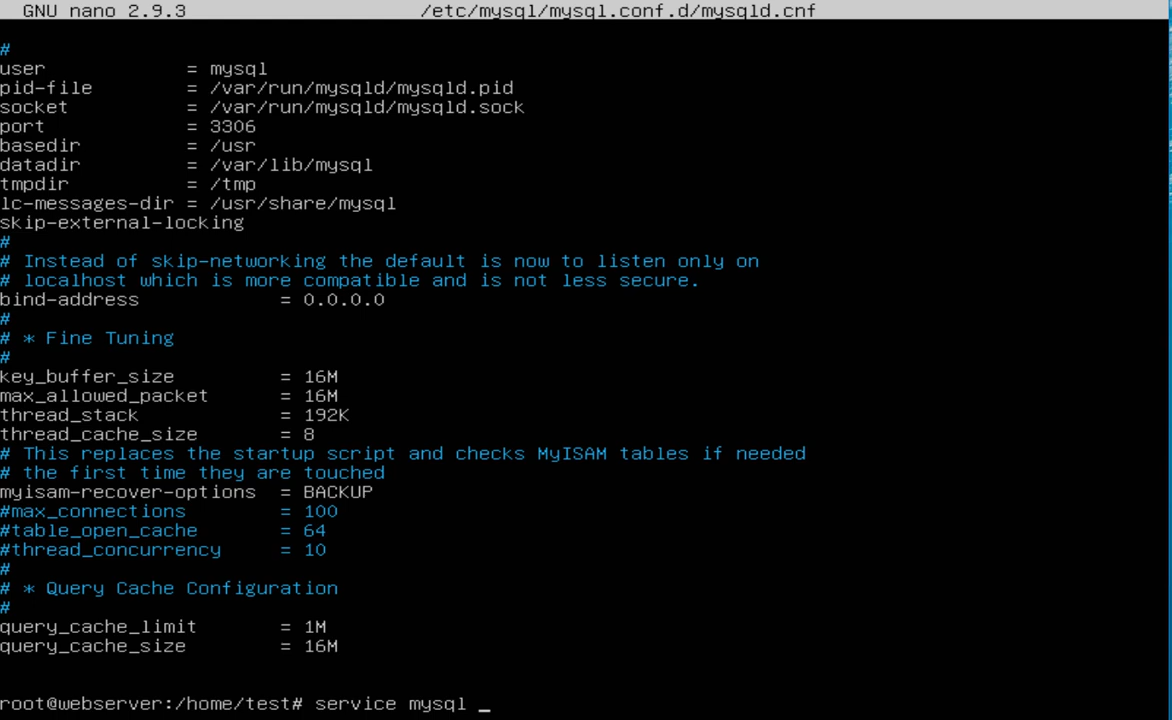 GNU nano 2.9.3 /etc/mysql/mysql.conf.d/mysqld.cnf
#
user = mysql
pid-file = /var/run/mysqld/mysqld.pid
socket = /var/run/mysqld/mysqld.sock
port = 3306
basedir = /usr
datadir = /var/lib/mysql
tmpdir = /tmp
lc-messages-dir = /usr/share/mysql
skip-external-locking
#
# Instead of skip-networking the default is now to listen only on
# localhost which is more compatible and is not less secure.
bind-address = 0.0.0.0
#
# * Fine Tuning
#
key_buffer_size = 16M
max_allowed_packet = 16M
thread_stack = 192K
thread_cache_size = 8
# This replaces the startup script and checks MyISAM tables if needed
# the first time they are touched
myisam-recover-options = BACKUP
#max_connections = 100
#table_open_cache = 64
#thread_concurrency = 10
#
# * Query Cache Configuration
#
query_cache_limit = 1M
query_cache_size = 16M
root@webserver:/home/test# service mysql _